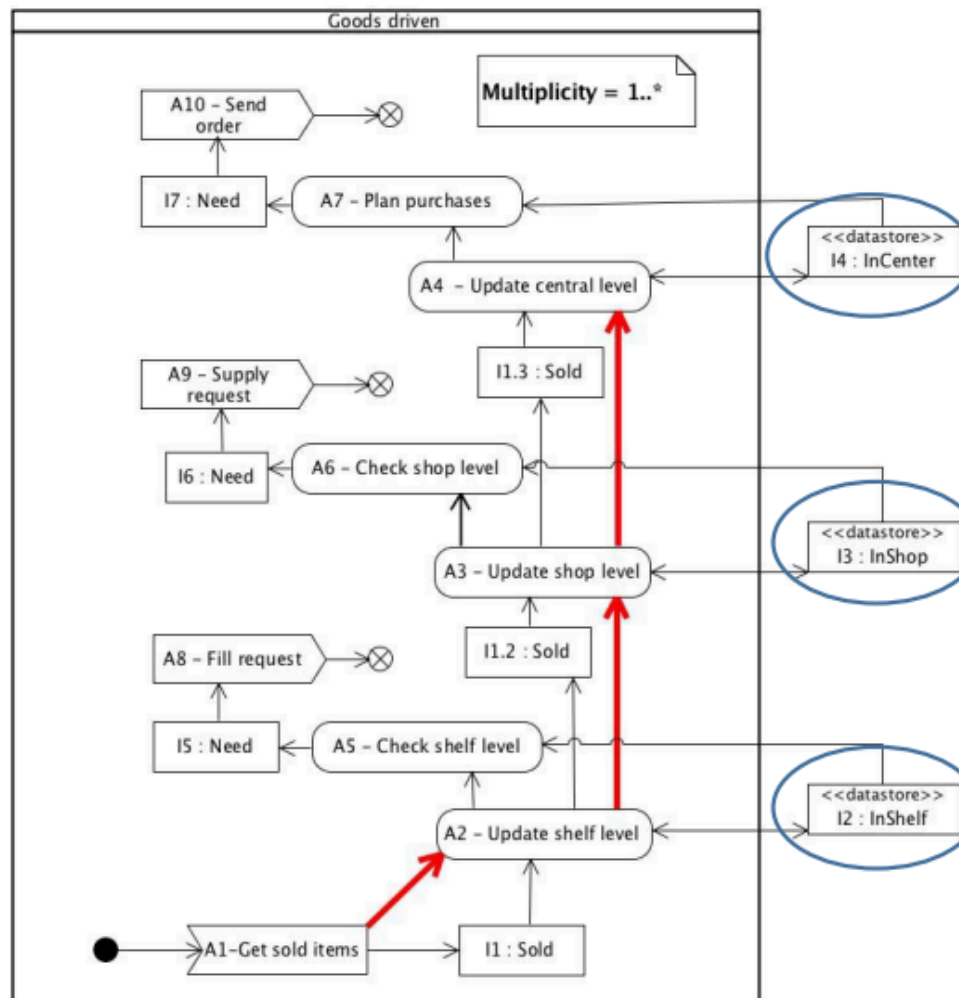 Goods driven
Multiplicity = 1..*
A10 – Send
order
I7 : Need
A7 – Plan purchases
<<datastore>>
I4 : InCenter
A4 – Update central level
A9 – Supply
request
I1.3 : Sold
I6 : Need
A6 – Check shop level
<<datastore>>
I3 : InShop
A3 – Update shop level
A8 – Fill request
I1.2 : Sold
I5 : Need
A5 – Check shelf level
<<datastore>>
I2 : InShelf
A2 – Update shelf level
A1–Get sold items
I1 : Sold